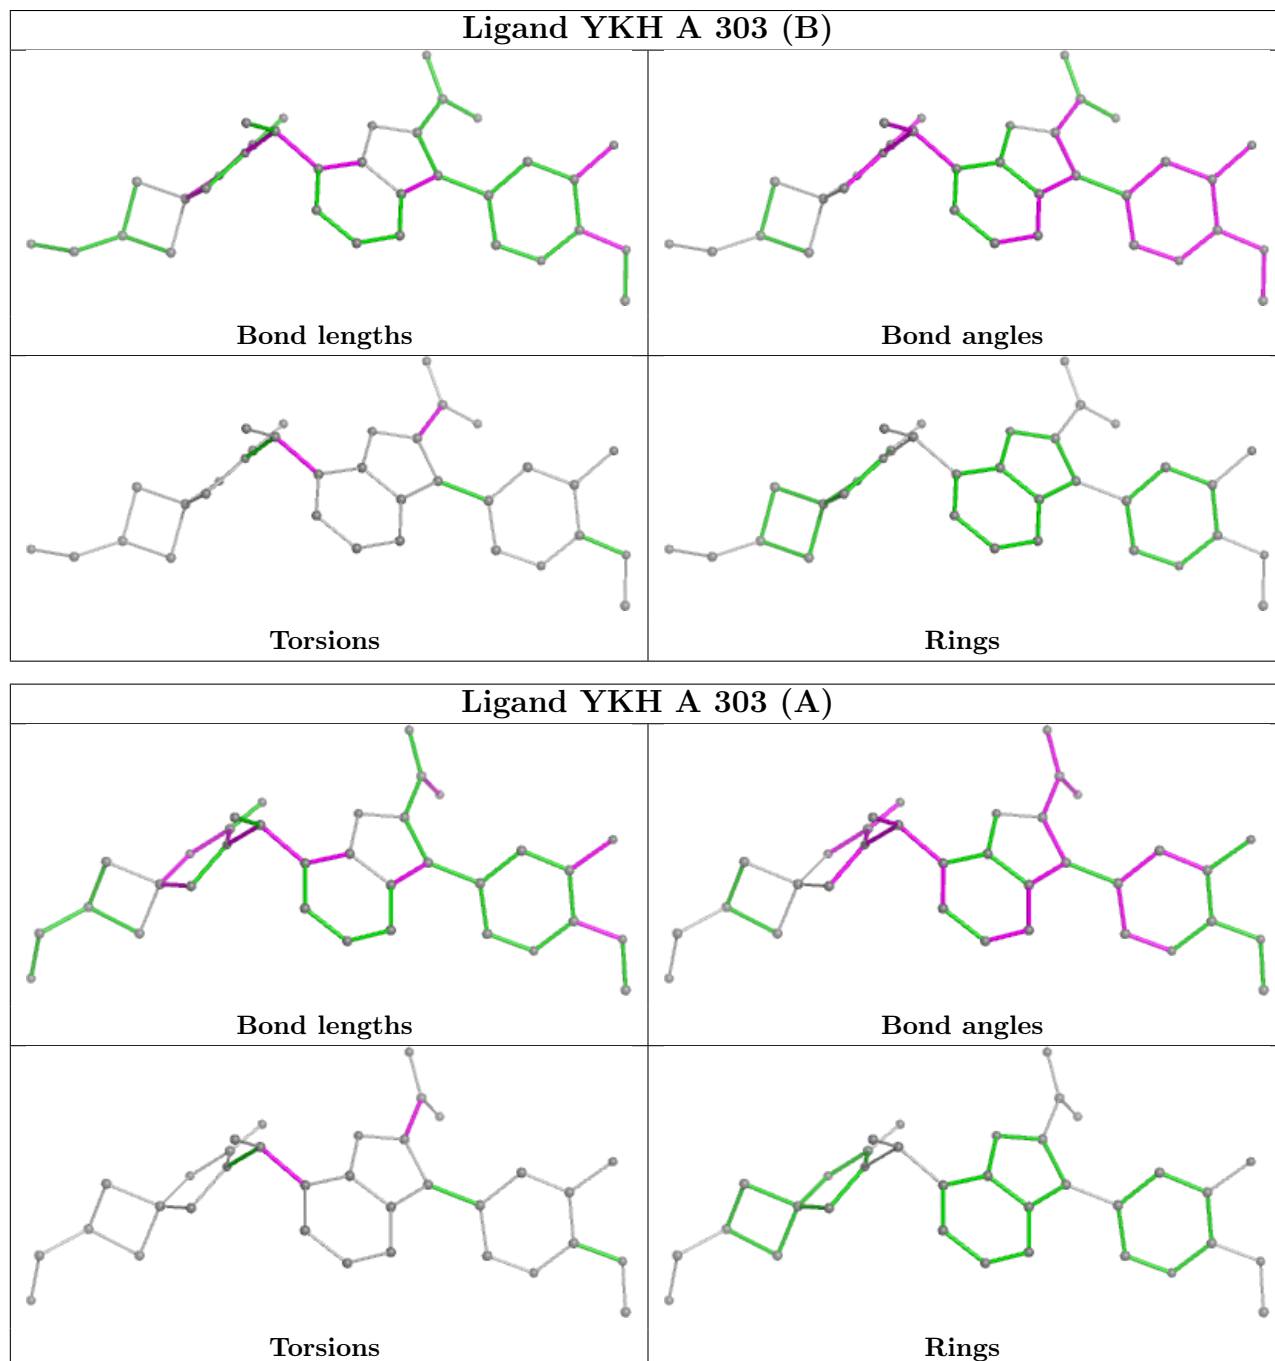 Ligand YKH A 303 (B)
Bond lengths
Bond angles
Torsions
Rings
Ligand YKH A 303 (A)
Bond lengths
Bond angles
Torsions
Rings